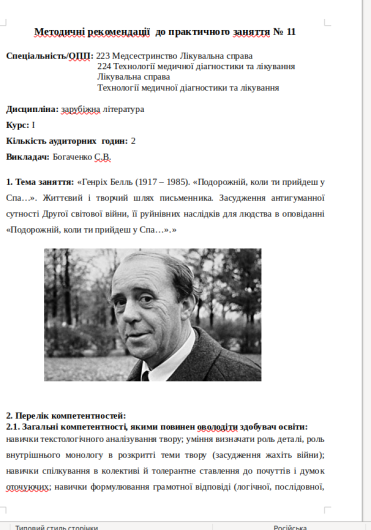 Методичні рекомендації до практичного заняття № 11
Спеціальність/ОПП: 223 Медсестринство Лікувальна справа
224 Технології медичної діагностики та лікування
Лікувальна справа
Технології медичної діагностики та лікування
Дисципліна: зарубіжна література
Курс: І
Кількість аудиторних годин: 2
Викладач: Богаченко С.В.
1. Тема заняття: «Генріх Белль (1917 – 1985). «Подорожній, коли ти прийдеш у
Спа…». Життєвий і творчий шлях письменника. Засудження антигуманної
сутності Другої світової війни, її руйнівних наслідків для людства в оповіданні
«Подорожній, коли ти прийдеш у Спа…».»
2. Перелік компетентностей:
2.1. Загальні компетентності, якими повинен оволодіти здобувач освіти:
навички текстологічного аналізування твору; уміння визначати роль деталі, роль
внутрішнього монологу в розкритті теми твору (засудження жахіть війни);
навички спілкування в колективі й толерантне ставлення до почуттів і думок
оточуючих; навички формулювання грамотної відповіді (логічної, послідовної,
Типовий стиль сторінки
Російська